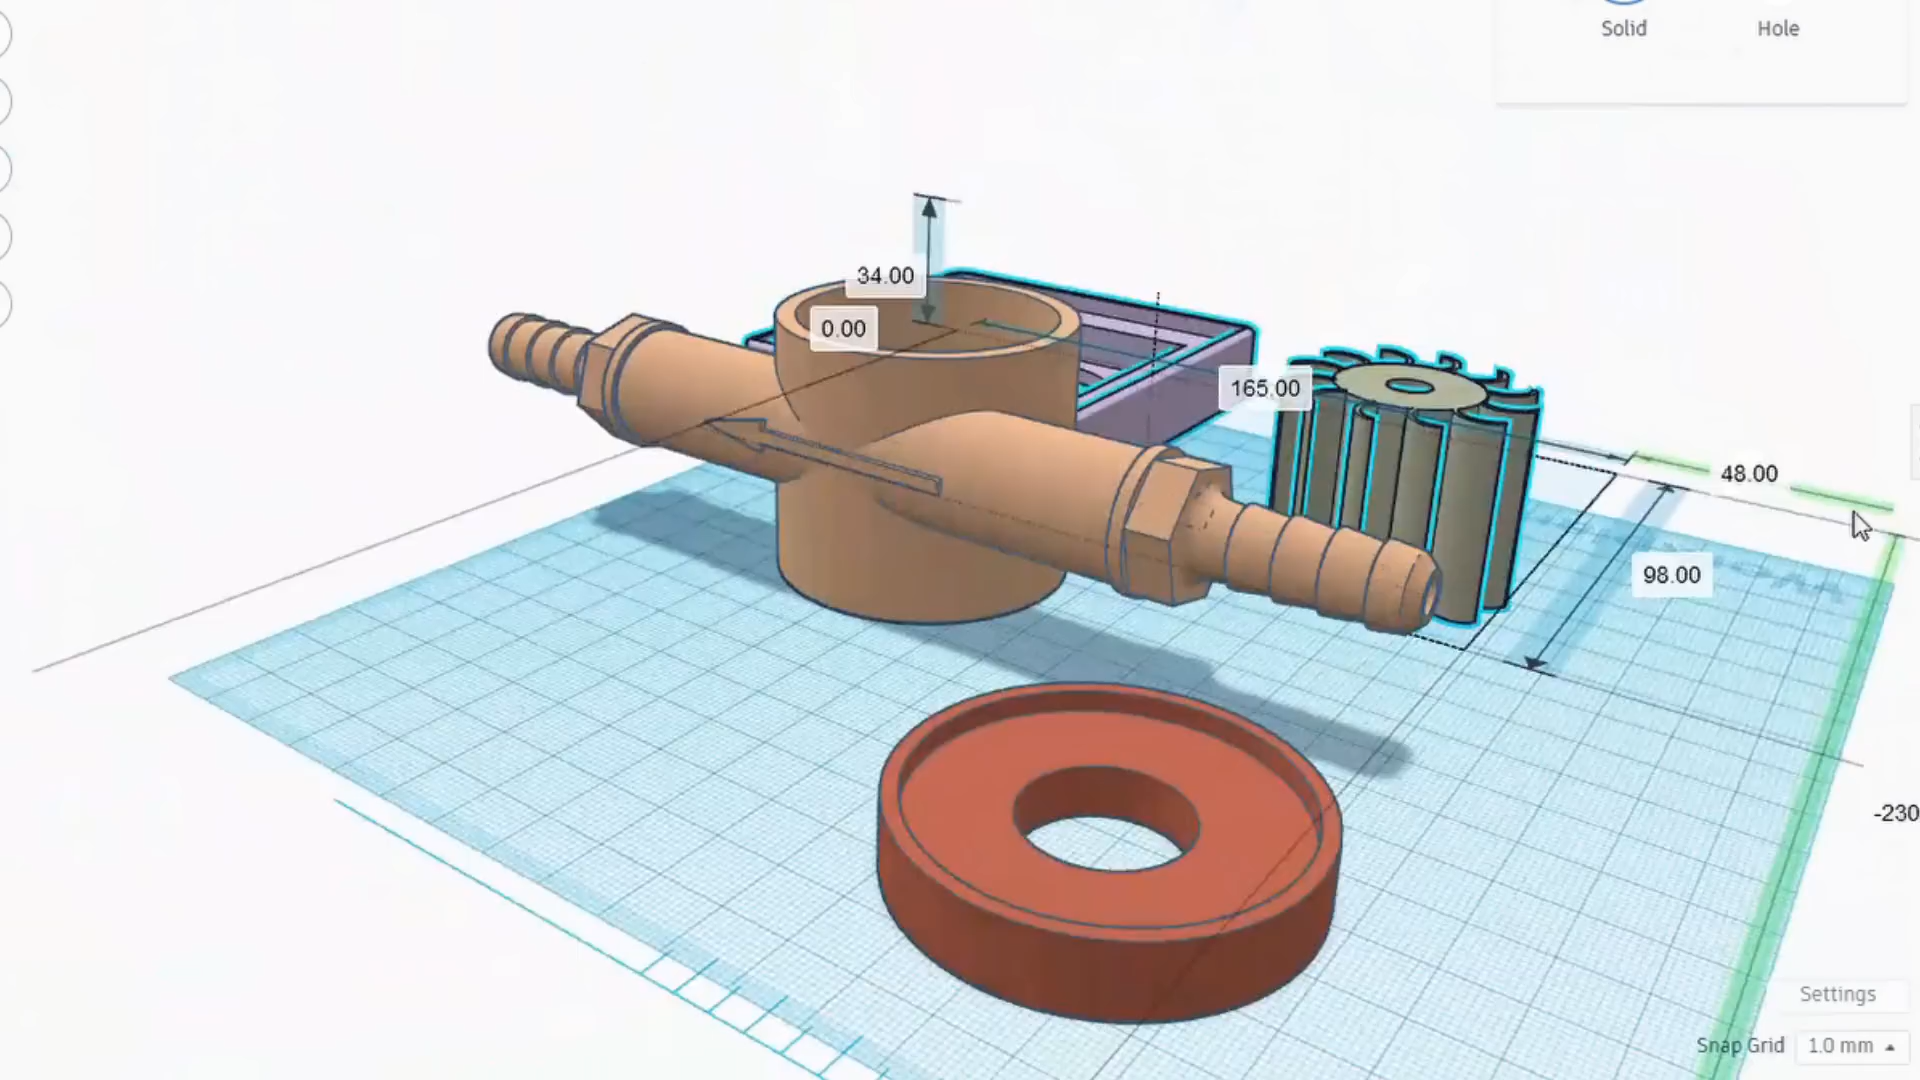 Solid
Hole
34.00
0.00
165.00
48.00
98.00
-230
Settings
Snap Grid
1.0 mm